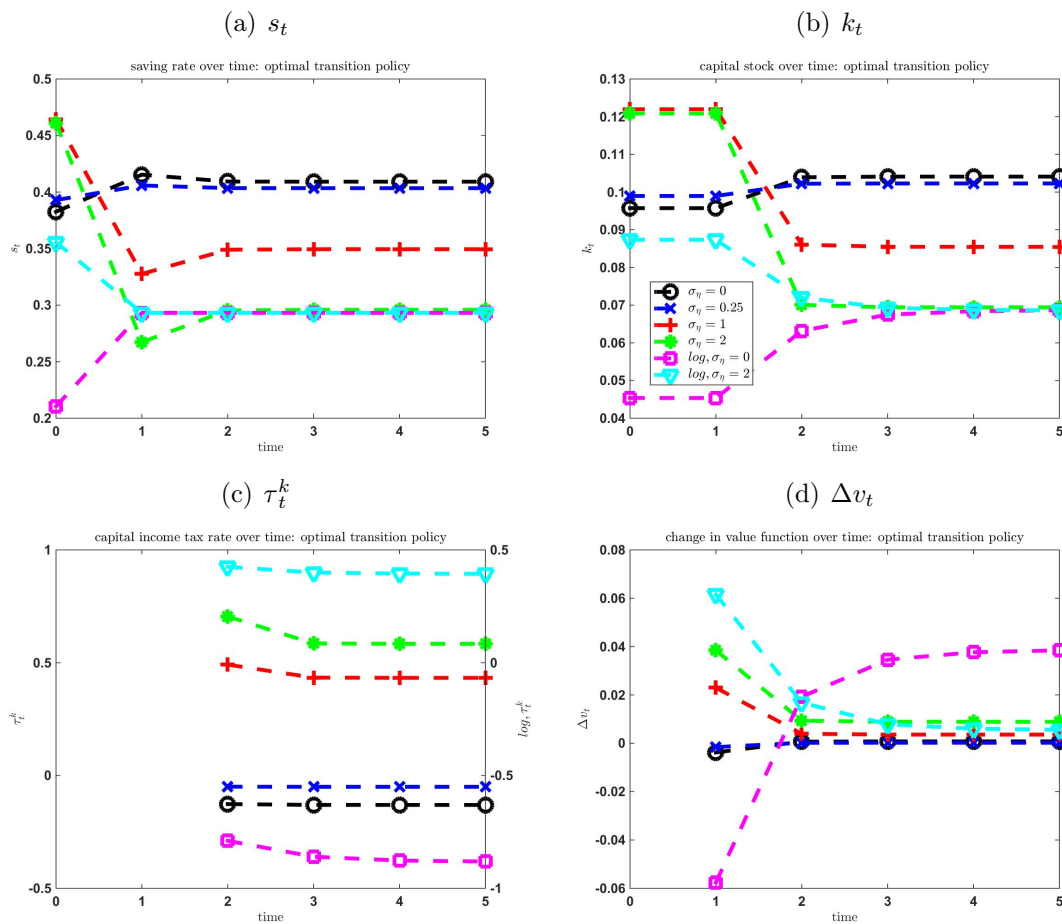 (a) s_t
saving rate over time: optimal transition policy
0.5
0.45
0.4
0.35
0.3
0.25
0.2
s_t
0 1 2 3 4 5
time
(b) k_t
capital stock over time: optimal transition policy
0.13
0.12
0.11
0.1
0.09
0.08
0.07
0.06
0.05
0.04
k_t
σ_η = 0
σ_η = 0.25
σ_η = 1
σ_η = 2
log, σ_η = 0
log, σ_η = 2
0 1 2 3 4 5
time
(c) τ_t^k
capital income tax rate over time: optimal transition policy
1
0.5
0
-0.5
τ_t^k
0.5
0
-0.5
-1
log, τ_t^k
0 1 2 3 4 5
time
(d) Δv_t
change in value function over time: optimal transition policy
0.08
0.06
0.04
0.02
0
-0.02
-0.04
-0.06
Δv_t
0 1 2 3 4 5
time